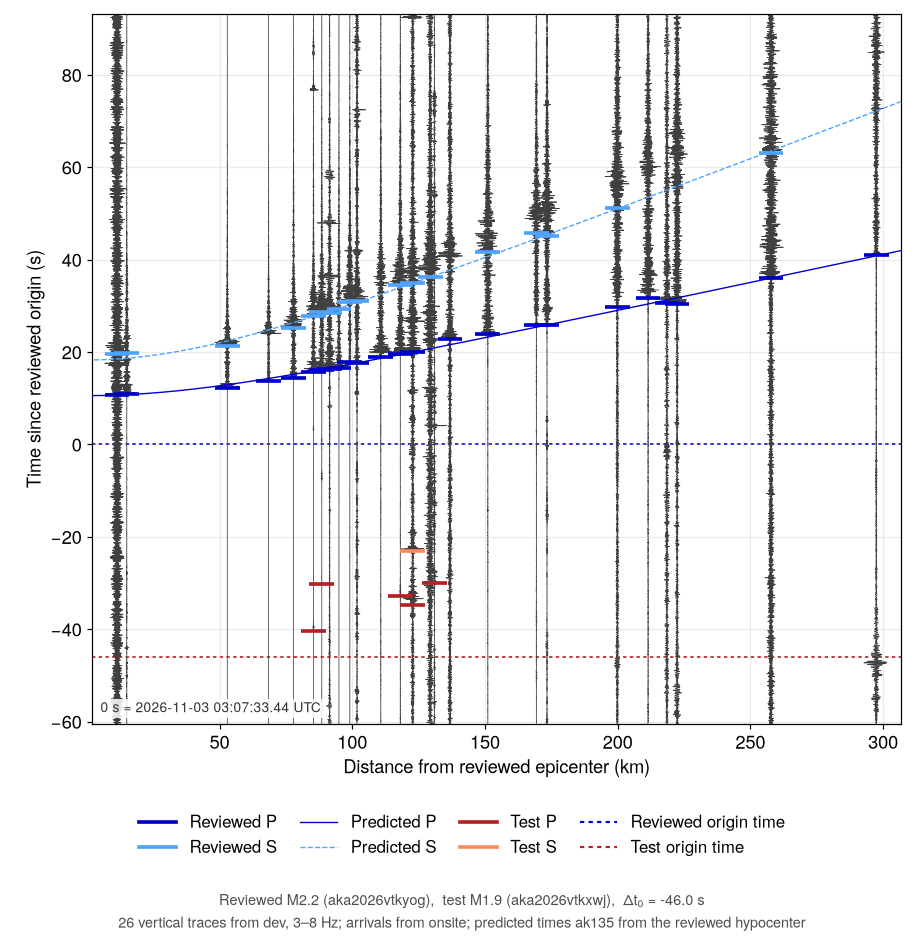 Time since reviewed origin (s)
80
60
40
20
0
−20
−40
−60
0 s = 2026-11-03 03:07:33.44 UTC
50 100 150 200 250 300
Distance from reviewed epicenter (km)
Reviewed P Predicted P Test P Reviewed origin time
Reviewed S Predicted S Test S Test origin time
Reviewed M2.2 (aka2026vtkyog), test M1.9 (aka2026vtkxwj), Δt₀ = -46.0 s
26 vertical traces from dev, 3–8 Hz; arrivals from onsite; predicted times ak135 from the reviewed hypocenter